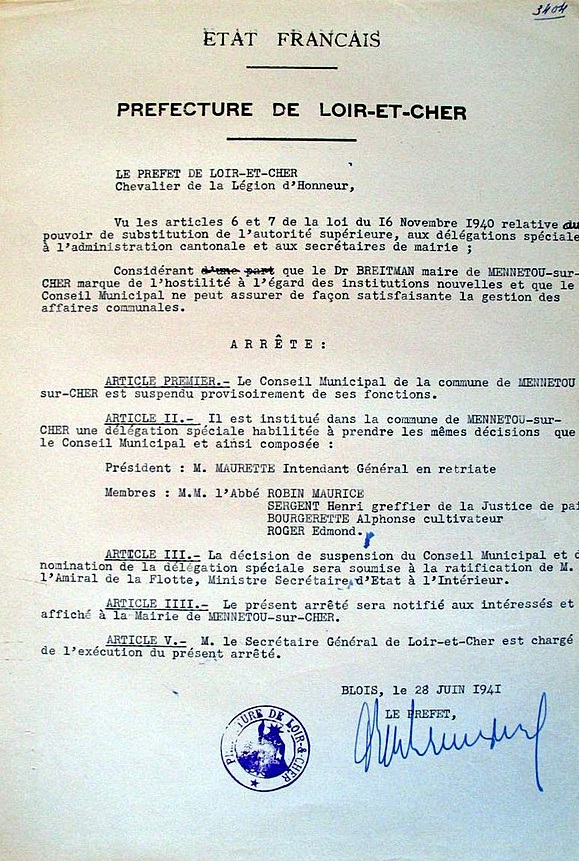 3404
ETAT FRANCAIS
PREFECTURE DE LOIR-ET-CHER
LE PREFET DE LOIR-ET-CHER
Chevalier de la Légion d'Honneur,
Vu les articles 6 et 7 de la loi du I6 Novembre I940 relative du
pouvoir de substitution de l'autorité supérieure, aux délégations spéciale
à l'administration cantonale et aux secrétaires de mairie ;
Considérant d'une part que le Dr BREITMAN maire de MENNETOU-sur-
CHER marque de l'hostilité à l'égard des institutions nouvelles et que le
Conseil Municipal ne peut assurer de façon satisfaisante la gestion des
affaires communales.
ARRÊTE :
ARTICLE PREMIER.- Le Conseil Municipal de la commune de MENNETOU
sur-CHER est suspendu provisoirement de ses fonctions.
ARTICLE II.- Il est institué dans la commune de MENNETOU-sur-
CHER une délégation spéciale habilitée à prendre les mêmes décisions que
le Conseil Municipal et ainsi composée :
Président : M. MAURETTE Intendant Général en retriate
Membres : M.M. l'Abbé ROBIN MAURICE
SERGENT Henri greffier de la Justice de pai
BOURGERETTE Alphonse cultivateur
ROGER Edmond.
ARTICLE III.- La décision de suspension du Conseil Municipal et d
nomination de la délégation spéciale sera soumise à la ratification de M.
l'Amiral de la Flotte, Ministre Secrétaire d'Etat à l'Intérieur.
ARTICLE IIII.- Le présent arrêté sera notifié aux intéressés et
affiché à la Mairie de MENNETOU-sur-CHER.
ARTICLE V.- M. le Secrétaire Général de Loir-et-Cher est chargé
de l'exécution du présent arrêté.
BLOIS, le 28 JUIN I94I
LE PREFET,
PREFECTURE DE LOIR-&-CHER